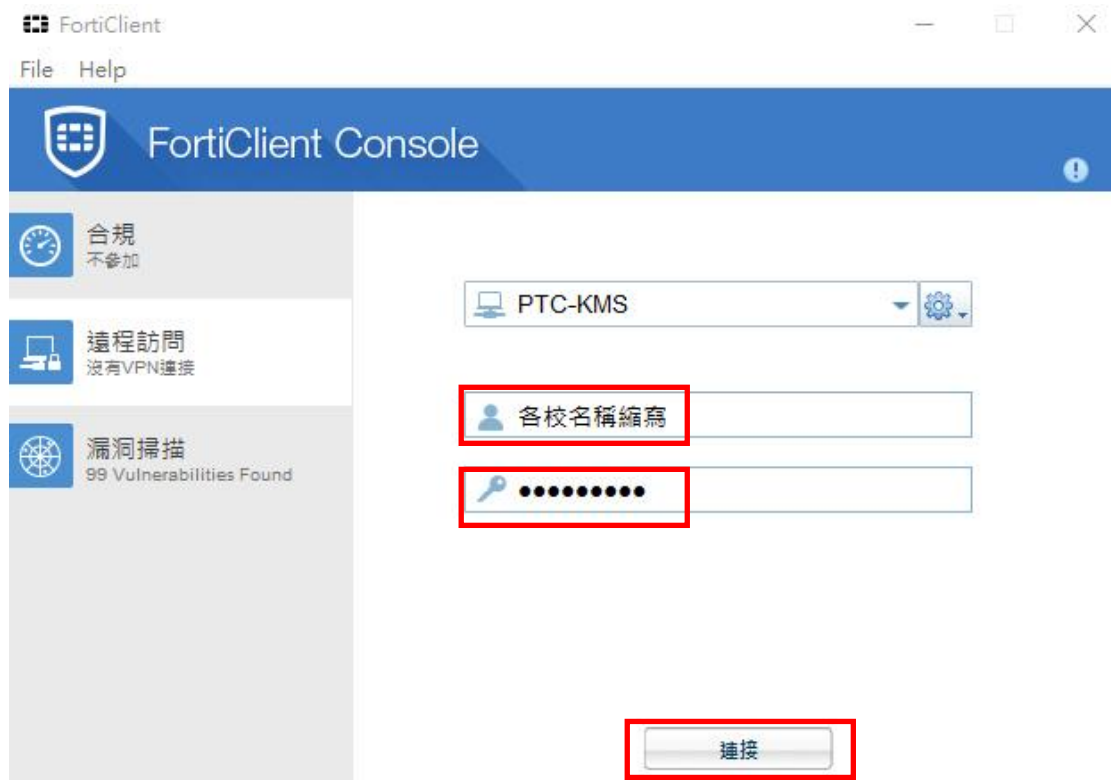 FortiClient
File Help
FortiClient Console
合規
不參加
遠程訪問
沒有VPN連接
漏洞掃描
99 Vulnerabilities Found
PTC-KMS
各校名稱縮寫
•••••••••
連接